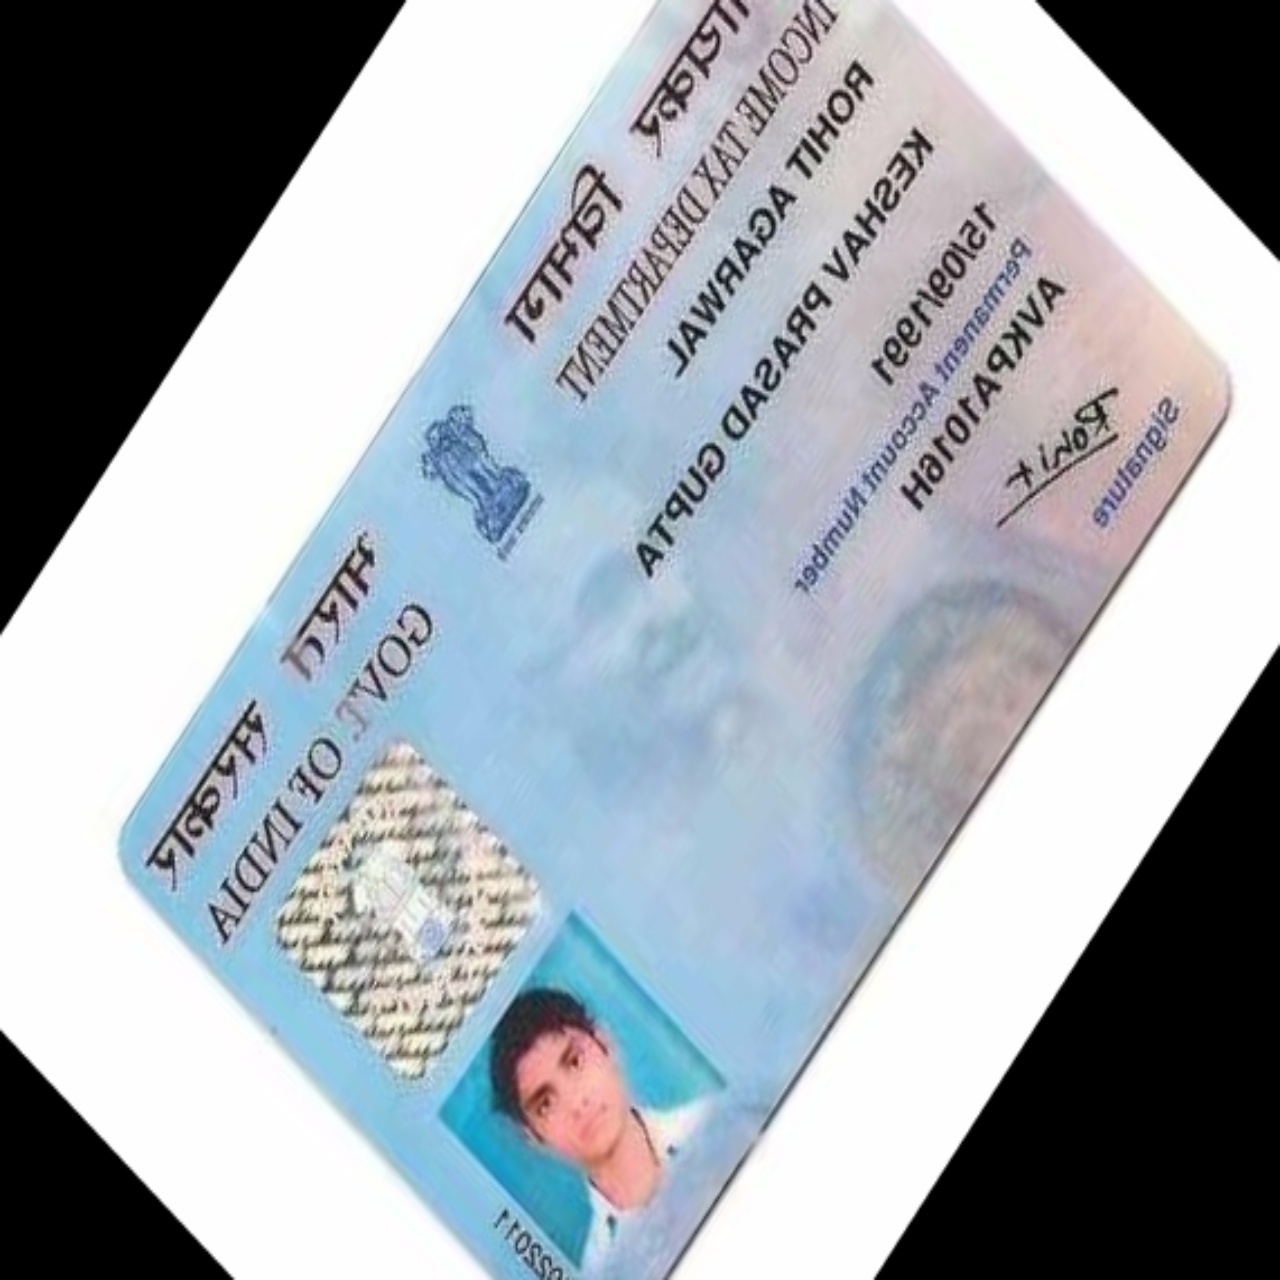 आयकर विभाग
INCOME TAX DEPARTMENT
भारत सरकार
GOVT. OF INDIA
ROHIT AGARWAL
KESHAV PRASAD GUPTA
15/09/1991
Permanent Account Number
AVKPA1016H
Rohit
Signature